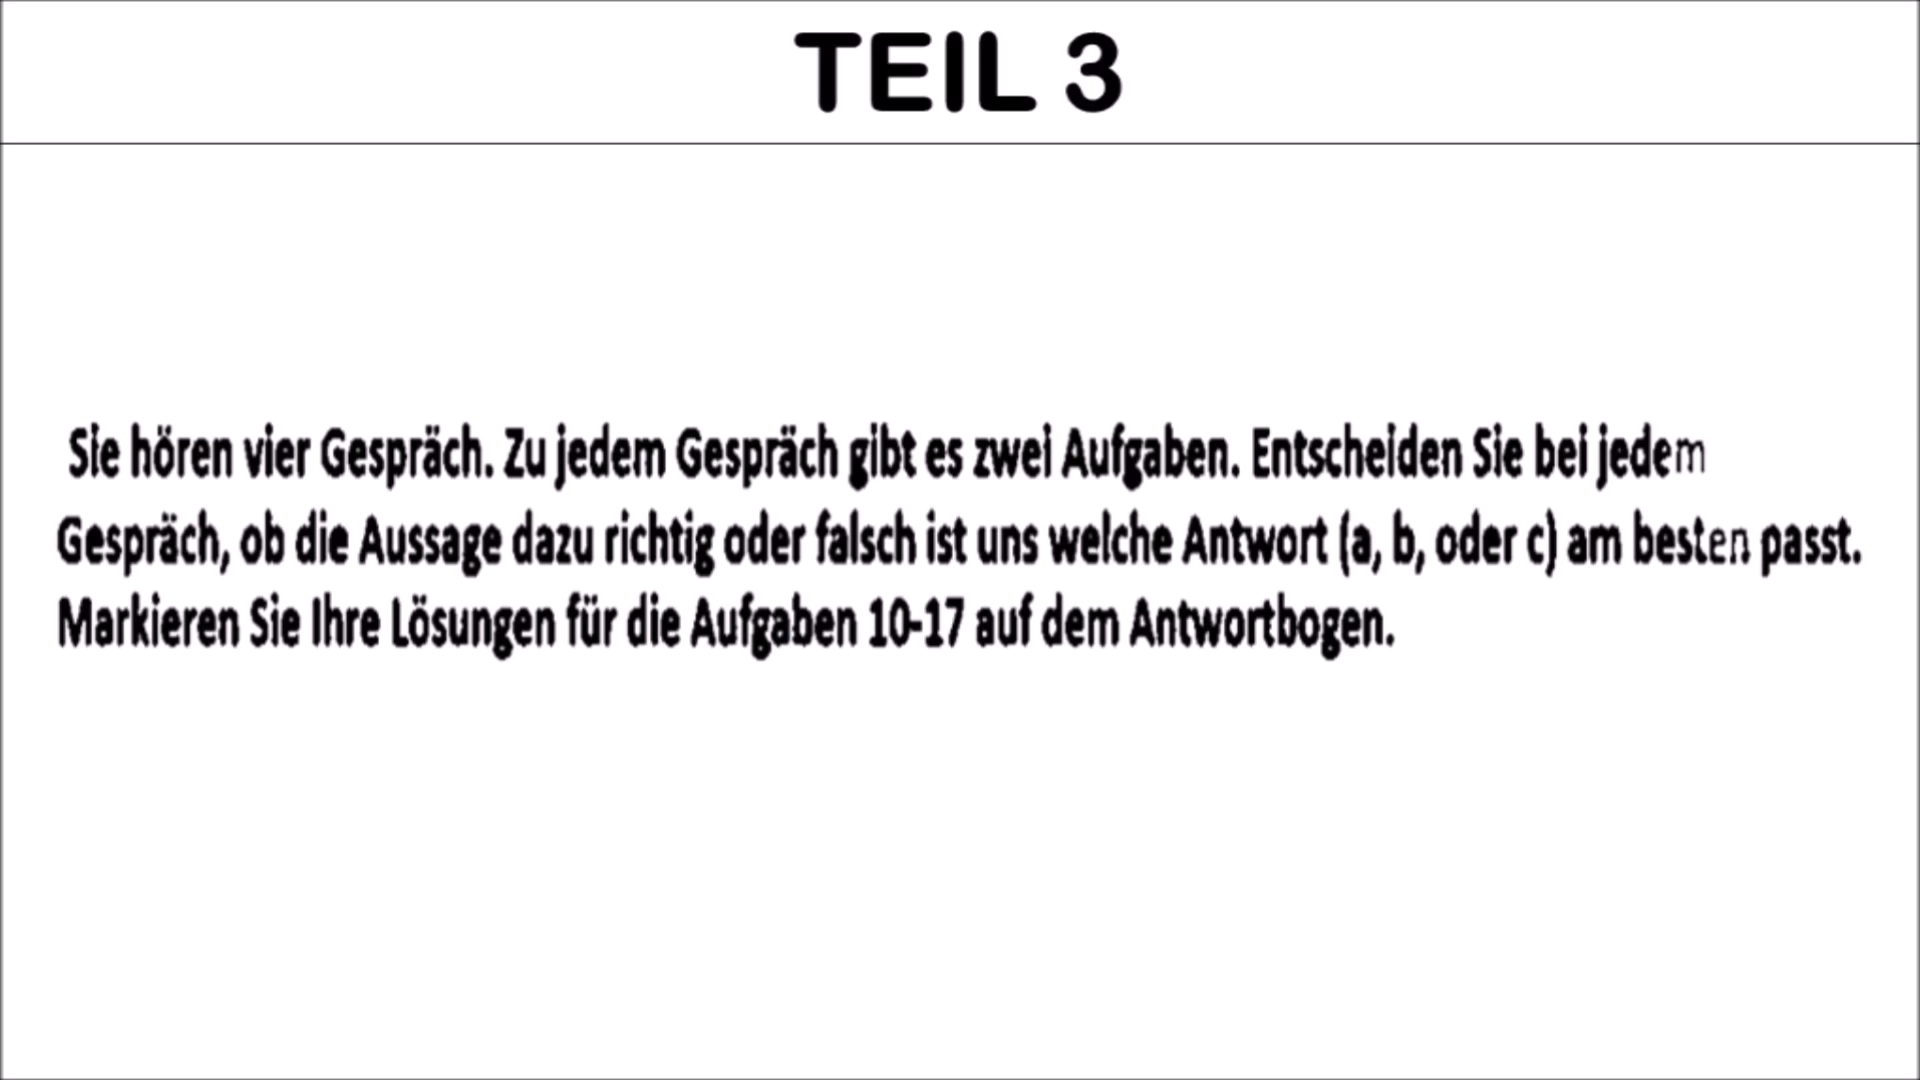 TEIL 3
Sie hören vier Gespräch. Zu jedem Gespräch gibt es zwei Aufgaben. Entscheiden Sie bei jedem
Gespräch, ob die Aussage dazu richtig oder falsch ist uns welche Antwort (a, b, oder c) am besten passt.
Markieren Sie Ihre Lösungen für die Aufgaben 10-17 auf dem Antwortbogen.